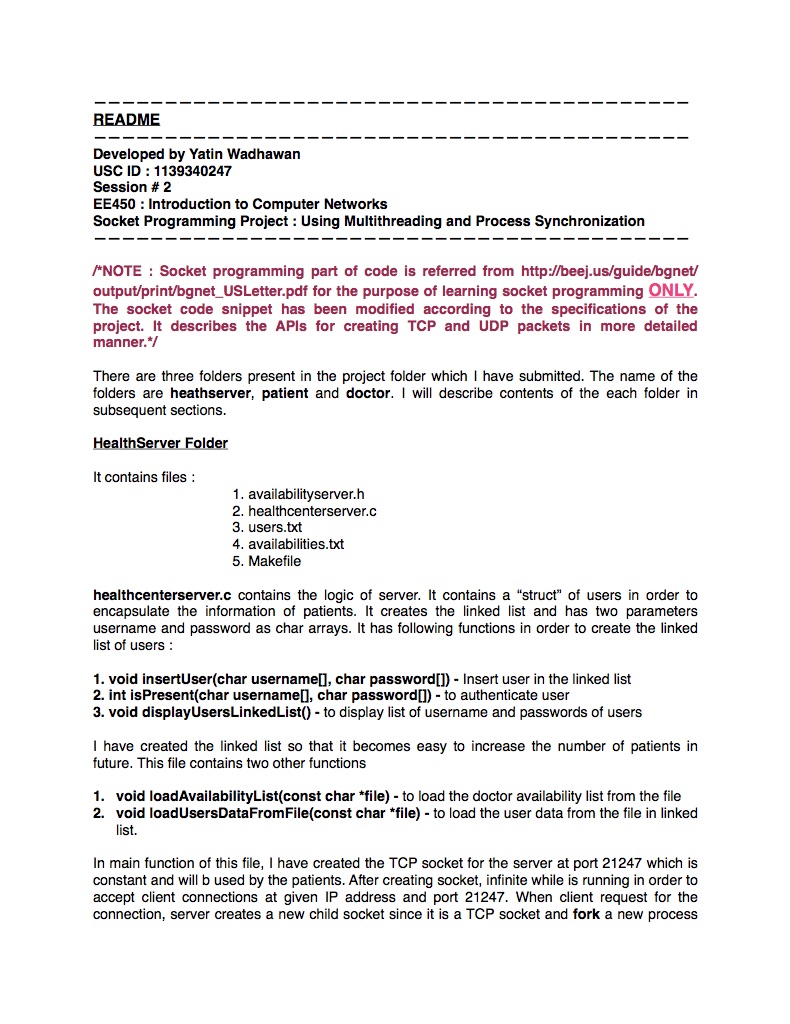 — — — — — — — — — — — — — — — — — — — — — — — — — — — — — — — — — — — — — — — — — —
README
— — — — — — — — — — — — — — — — — — — — — — — — — — — — — — — — — — — — — — — — — —
Developed by Yatin Wadhawan
USC ID : 1139340247
Session # 2
EE450 : Introduction to Computer Networks
Socket Programming Project : Using Multithreading and Process Synchronization
— — — — — — — — — — — — — — — — — — — — — — — — — — — — — — — — — — — — — — — — — —
/*NOTE : Socket programming part of code is referred from http://beej.us/guide/bgnet/
output/print/bgnet_USLetter.pdf for the purpose of learning socket programming ONLY.
The socket code snippet has been modified according to the specifications of the
project. It describes the APIs for creating TCP and UDP packets in more detailed
manner.*/
There are three folders present in the project folder which I have submitted. The name of the
folders are heathserver, patient and doctor. I will describe contents of the each folder in
subsequent sections.
HealthServer Folder
It contains files :
1. availabilityserver.h
2. healthcenterserver.c
3. users.txt
4. availabilities.txt
5. Makefile
healthcenterserver.c contains the logic of server. It contains a “struct” of users in order to
encapsulate the information of patients. It creates the linked list and has two parameters
username and password as char arrays. It has following functions in order to create the linked
list of users :
1. void insertUser(char username[], char password[]) - Insert user in the linked list
2. int isPresent(char username[], char password[]) - to authenticate user
3. void displayUsersLinkedList() - to display list of username and passwords of users
I have created the linked list so that it becomes easy to increase the number of patients in
future. This file contains two other functions
1. void loadAvailabilityList(const char *file) - to load the doctor availability list from the file
2. void loadUsersDataFromFile(const char *file) - to load the user data from the file in linked
list.
In main function of this file, I have created the TCP socket for the server at port 21247 which is
constant and will b used by the patients. After creating socket, infinite while is running in order to
accept client connections at given IP address and port 21247. When client request for the
connection, server creates a new child socket since it is a TCP socket and fork a new process